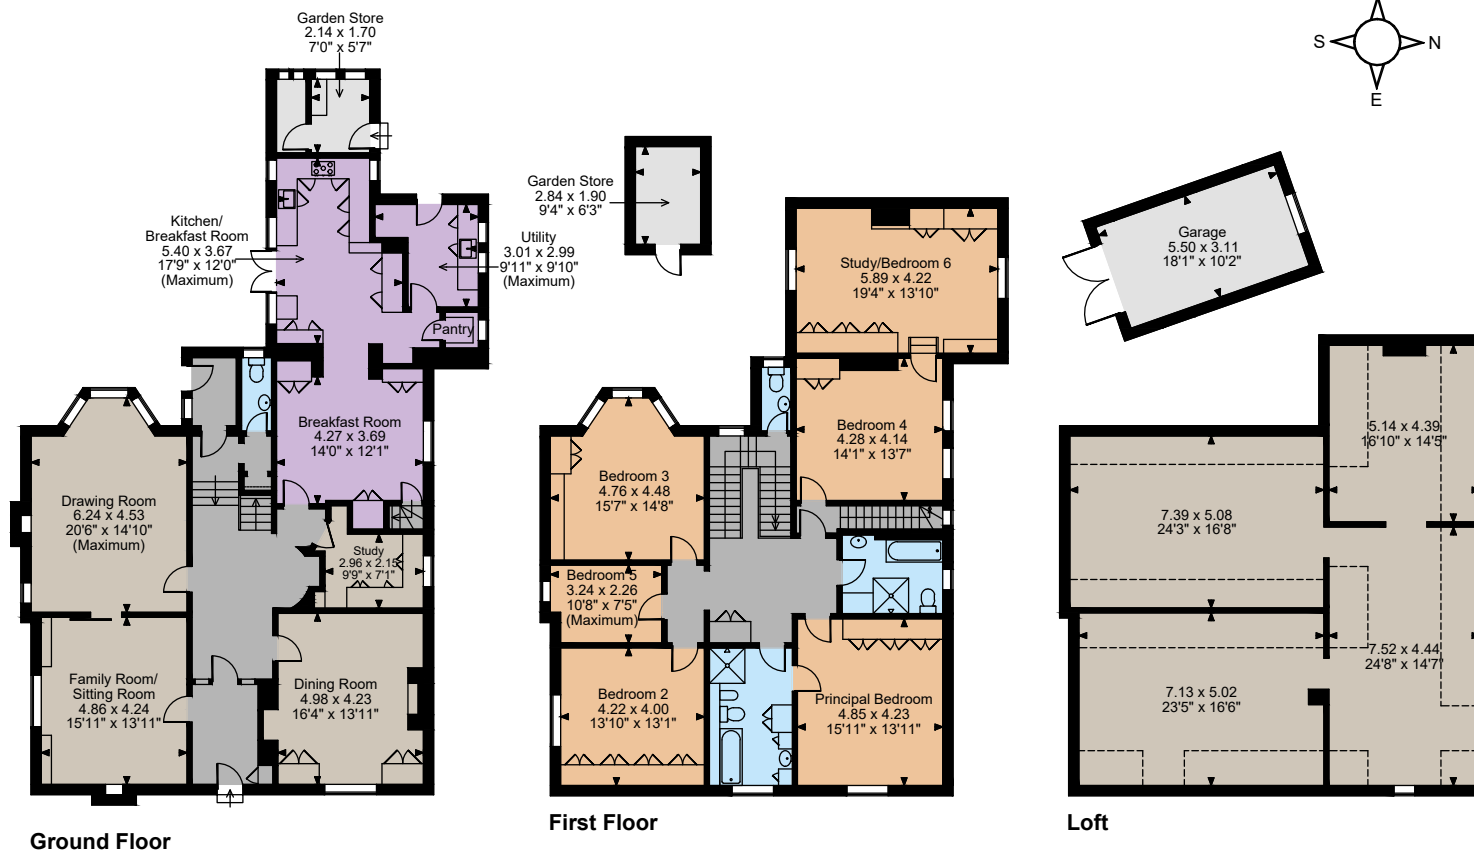 Garden Store
2.14 x 1.70
7'0" x 5'7"
S
N
E
Kitchen/
Breakfast Room
5.40 x 3.67
17'9" x 12'0"
(Maximum)
Utility
3.01 x 2.99
9'11" x 9'10"
(Maximum)
Pantry
Garden Store
2.84 x 1.90
9'4" x 6'3"
Garage
5.50 x 3.11
18'1" x 10'2"
Breakfast Room
4.27 x 3.69
14'0" x 12'1"
Drawing Room
6.24 x 4.53
20'6" x 14'10"
(Maximum)
Study
2.96 x 2.15
9'9" x 7'1"
Family Room/
Sitting Room
4.86 x 4.24
15'11" x 13'11"
Dining Room
4.98 x 4.23
16'4" x 13'11"
Ground Floor
Study/Bedroom 6
5.89 x 4.22
19'4" x 13'10"
Bedroom 4
4.28 x 4.14
14'1" x 13'7"
Bedroom 3
4.76 x 4.48
15'7" x 14'8"
Bedroom 5
3.24 x 2.26
10'8" x 7'5"
(Maximum)
Bedroom 2
4.22 x 4.00
13'10" x 13'1"
Principal Bedroom
4.85 x 4.23
15'11" x 13'11"
First Floor
5.14 x 4.39
16'10" x 14'5"
7.39 x 5.08
24'3" x 16'8"
7.52 x 4.44
24'8" x 14'7"
7.13 x 5.02
23'5" x 16'6"
Loft